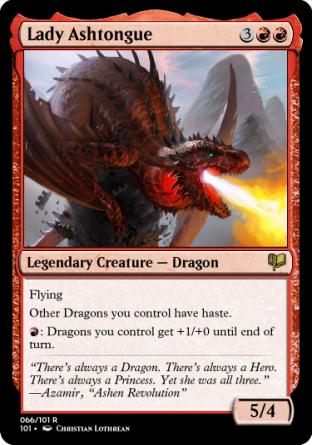 Lady Ashtongue 3
Legendary Creature — Dragon
Flying
Other Dragons you control have haste.
: Dragons you control get +1/+0 until end of
turn.
"There's always a Dragon. There's always a Hero.
There's always a Princess. Yet she was all three."
—Azamir, "Ashen Revolution"
5/4
066/101 R
101 • Christian Lothrean